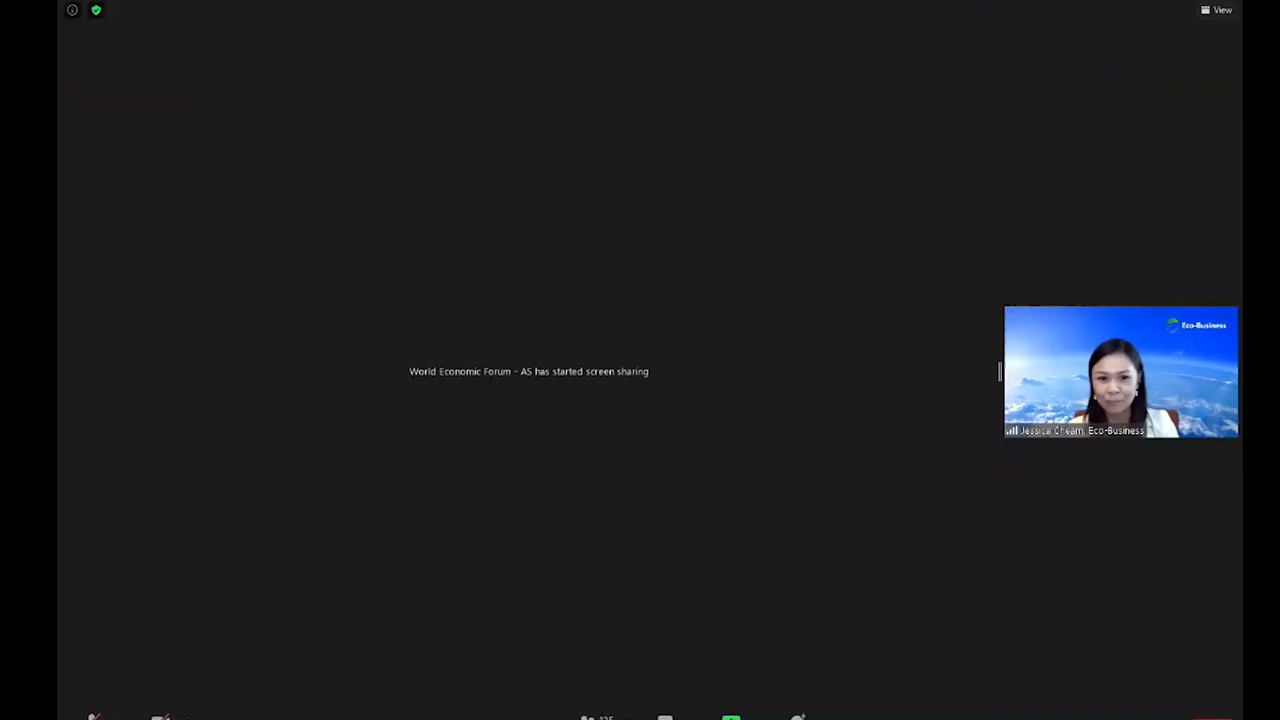 View
World Economic Forum - AS has started screen sharing
Eco-Business
Jessica Cheam, Eco-Business